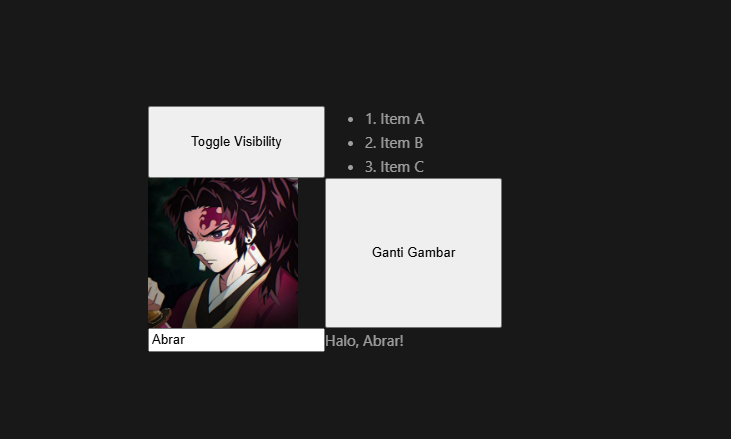 Toggle Visibility
1. Item A
2. Item B
3. Item C
Ganti Gambar
Abrar
Halo, Abrar!